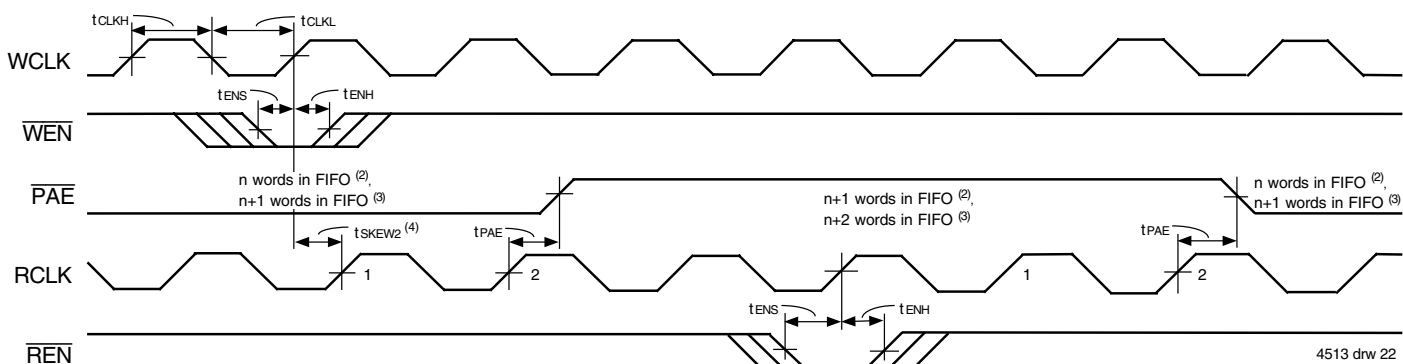 tCLKH
tCLKL
WCLK
tENS
tENH
WEN
n words in FIFO (2),
n+1 words in FIFO (3)
PAE
n+1 words in FIFO (2),
n+2 words in FIFO (3)
n words in FIFO (2),
n+1 words in FIFO (3)
tSKEW2 (4)
tPAE
tPAE
RCLK
1
2
1
2
tENS
tENH
REN
4513 drw 22